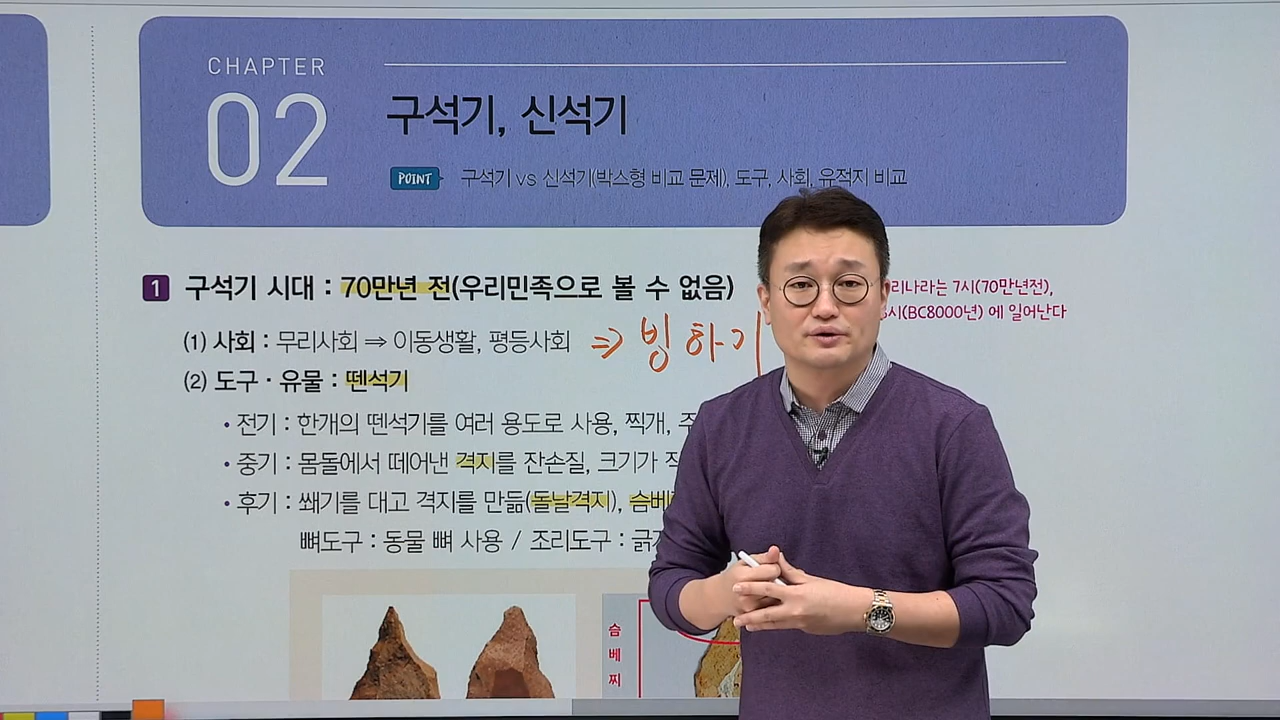 CHAPTER
02
구석기, 신석기
POINT 구석기 vs 신석기(박스형 비교 문제), 도구, 사회, 유적지 비교
1 구석기 시대 : 70만년 전(우리민족으로 볼 수 없음)
리나라는 7시(70만년전),
시(BC8000년) 에 일어난다
(1) 사회 : 무리사회 ⇒ 이동생활, 평등사회 ⇒ 빙하기
(2) 도구 · 유물 : 뗀석기
• 전기 : 한개의 뗀석기를 여러 용도로 사용, 찍개,
• 중기 : 몸돌에서 떼어낸 격지를 잔손질, 크기가
• 후기 : 쐐기를 대고 격지를 만듦(돌날격지), 슴베
뼈도구 : 동물 뼈 사용 / 조리도구 :
슴
베
찌